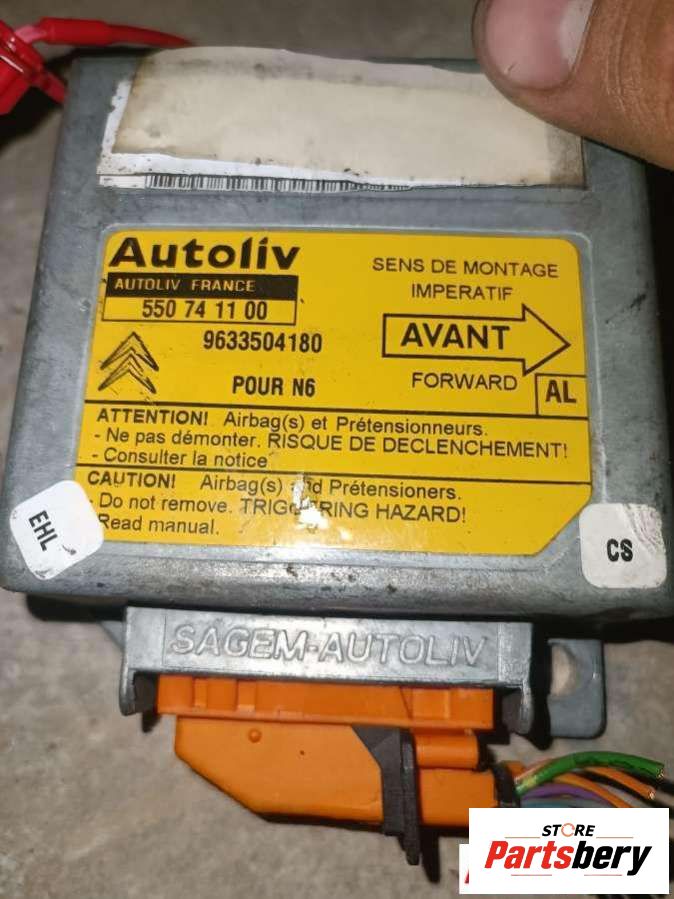 Autoliv
AUTOLIV FRANCE
550 74 11 00
9633504180
POUR N6
SENS DE MONTAGE
IMPERATIF
AVANT
FORWARD
AL
ATTENTION! Airbag(s) et Prétensionneurs.
- Ne pas démonter. RISQUE DE DECLENCHEMENT!
- Consulter la notice
CAUTION! Airbag(s) and Prétensioners.
- Do not remove. TRIGGERING HAZARD!
- Read manual.
EHL
CS
SAGEM-AUTOLIV
STORE
Partsbery